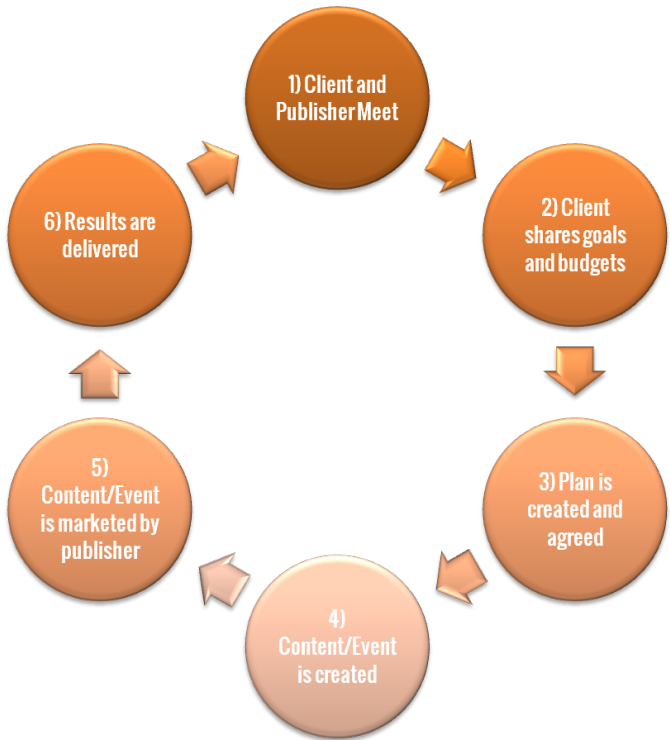 1) Client and
Publisher Meet
2) Client
shares goals
and budgets
3) Plan is
created and
agreed
4)
Content/Event
is created
5)
Content/Event
is marketed by
publisher
6) Results are
delivered